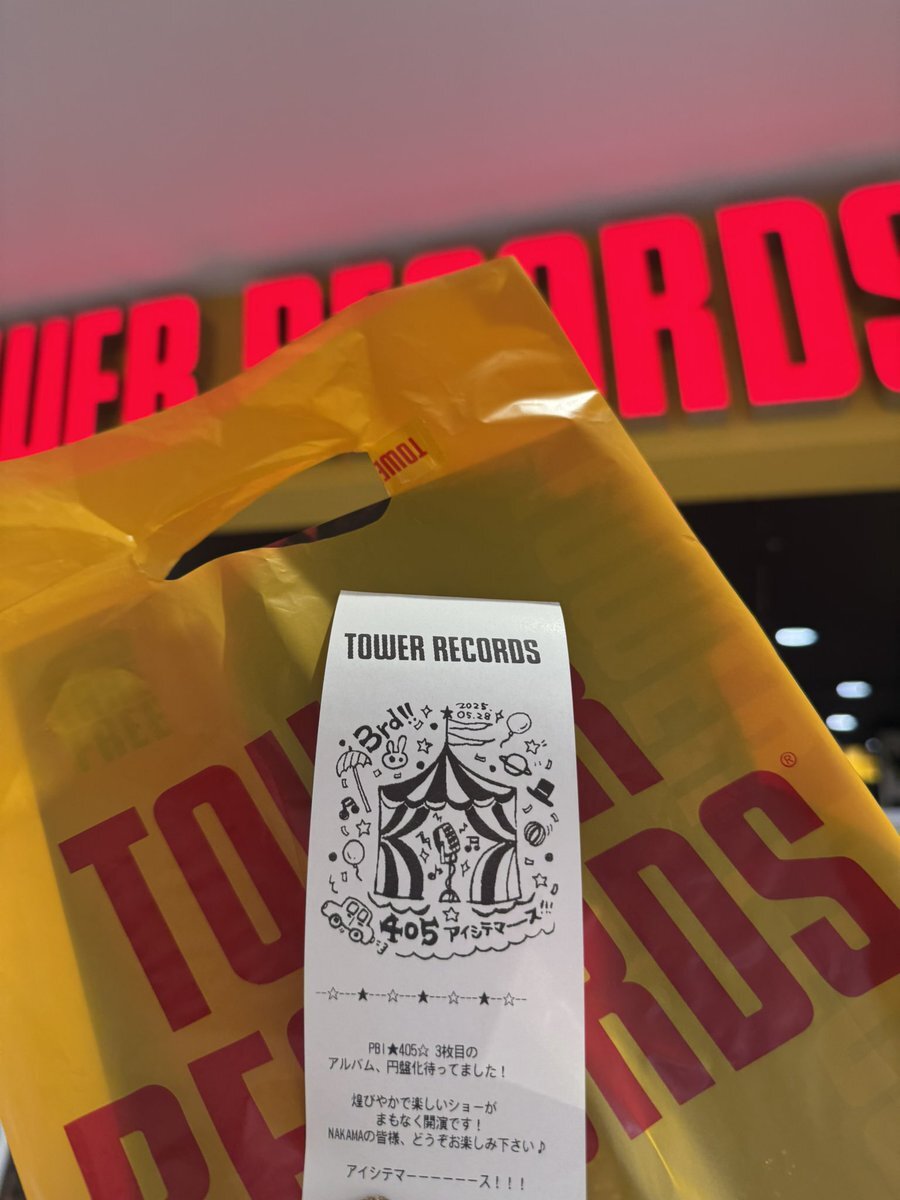 TOWER RECORDS
TOWE
FREE
TOWER
RECORDS®
TOWER RECORDS
3rd!!
2025.
05.28
405 アイシテマース!!!
--☆---★---☆---★---☆---★---☆--
PBI★405☆ 3枚目の
アルバム、円盤化待ってました！
煌びやかで楽しいショーが
まもなく開演です！
NAKAMAの皆様、どうぞお楽しみ下さい♪
アイシテマーーーーーース！！！